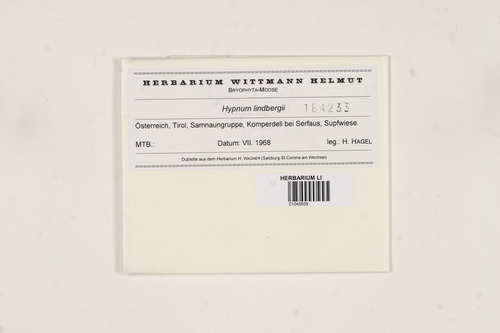 HERBARIUM WITTMANN HELMUT
BRYOPHYTA-MOOSE
Hypnum lindbergii 184233
Österreich, Tirol, Samnaungruppe, Komperdell bei Serfaus, Supfwiese.
MTB.: Datum: VII. 1968 leg.: H. HAGEL
Dublette aus dem Herbarium H. WAGNER (Salzburg-St.Corona am Wechsel)
HERBARIUM LI
01045659